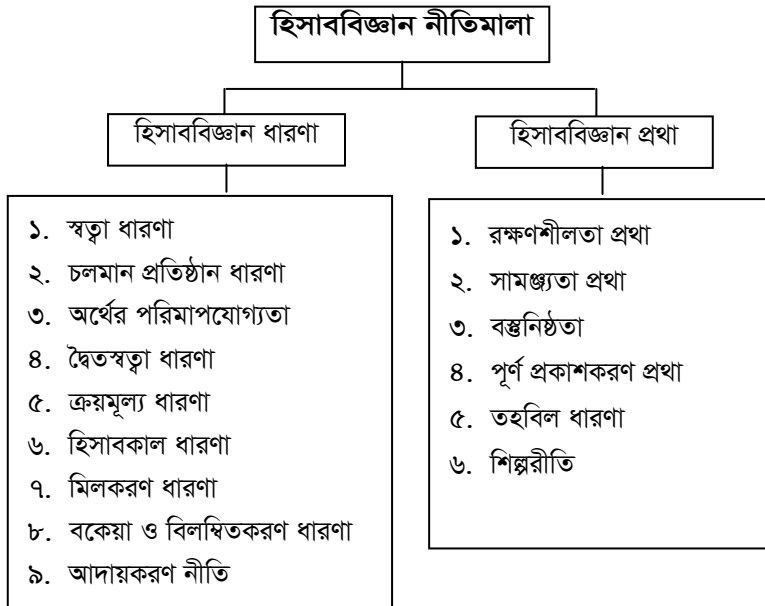 হিসাববিজ্ঞান নীতিমালা
হিসাববিজ্ঞান ধারণা
হিসাববিজ্ঞান প্রথা
১. স্বত্বা ধারণা
২. চলমান প্রতিষ্ঠান ধারণা
৩. অর্থের পরিমাপযোগ্যতা
৪. দ্বৈতস্বত্বা ধারণা
৫. ক্রয়মূল্য ধারণা
৬. হিসাবকাল ধারণা
৭. মিলকরণ ধারণা
৮. বকেয়া ও বিলম্বিতকরণ ধারণা
৯. আদায়করণ নীতি
১. রক্ষণশীলতা প্রথা
২. সামঞ্জ্যতা প্রথা
৩. বস্তুনিষ্ঠতা
৪. পূর্ণ প্রকাশকরণ প্রথা
৫. তহবিল ধারণা
৬. শিল্পরীতি